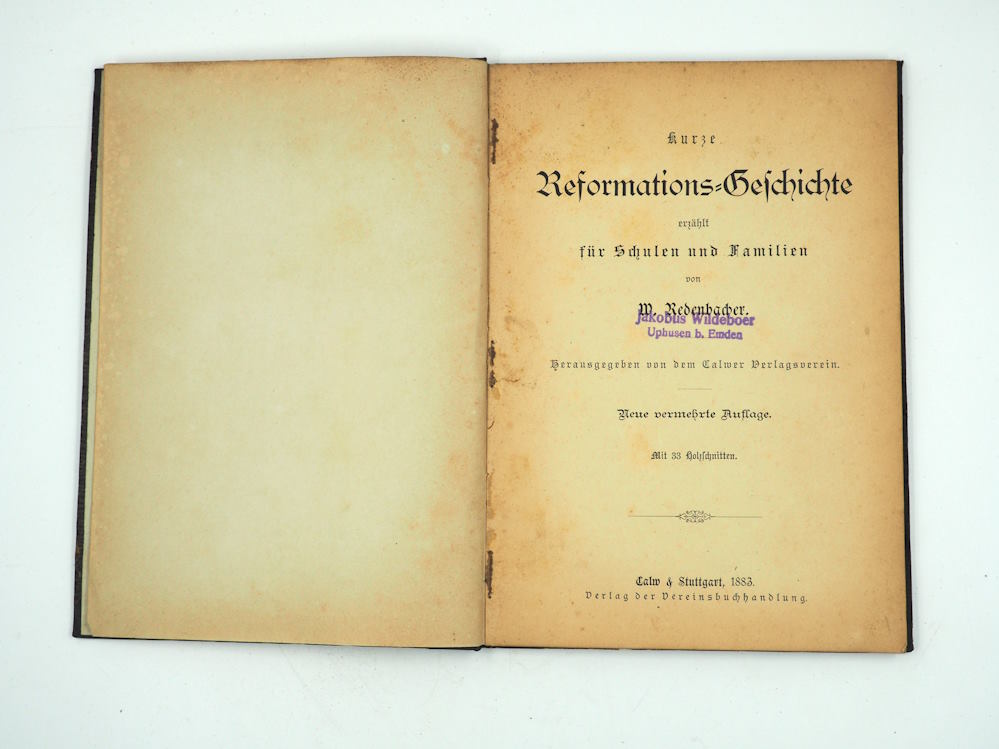 Kurze
Reformations=Geschichte
erzählt
für Schulen und Familien
von
W. Redenbacher.
Jakobus Wildeboer
Uphusen b. Emden
Herausgegeben von dem Calwer Verlagsverein.
Neue vermehrte Auflage.
Mit 33 Holzschnitten.
Calw & Stuttgart, 1883.
Verlag der Vereinsbuchhandlung.